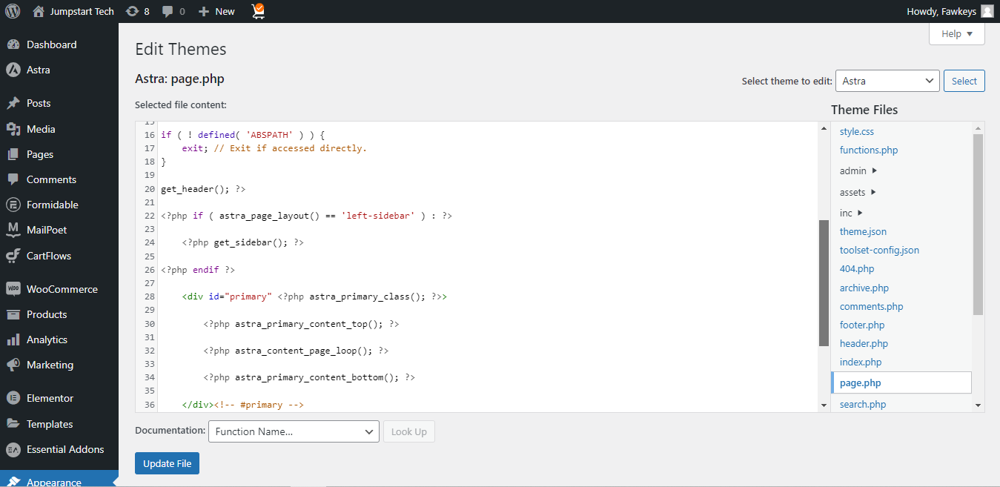 Jumpstart Tech
8
0
New
Howdy, Fawkeys
Dashboard
Astra
Posts
Media
Pages
Comments
Formidable
MailPoet
CartFlows
WOO
WooCommerce
Products
Analytics
Marketing
Elementor
Templates
Essential Addons
Appearance
Help
Edit Themes
Astra: page.php
Select theme to edit:
Astra
Select
Selected file content:
15
16 if ( ! defined( 'ABSPATH' ) ) {
17 exit; // Exit if accessed directly.
18 }
19
20 get_header(); ?>
21
22 <?php if ( astra_page_layout() == 'left-sidebar' ) : ?>
23
24 <?php get_sidebar(); ?>
25
26 <?php endif ?>
27
28 <div id="primary" <?php astra_primary_class(); ?>>
29
30 <?php astra_primary_content_top(); ?>
31
32 <?php astra_content_page_loop(); ?>
33
34 <?php astra_primary_content_bottom(); ?>
35
36 </div><!-- #primary -->
Theme Files
style.css
functions.php
admin
assets
inc
theme.json
toolset-config.json
404.php
archive.php
comments.php
footer.php
header.php
index.php
page.php
search.php
Documentation:
Function Name...
Look Up
Update File